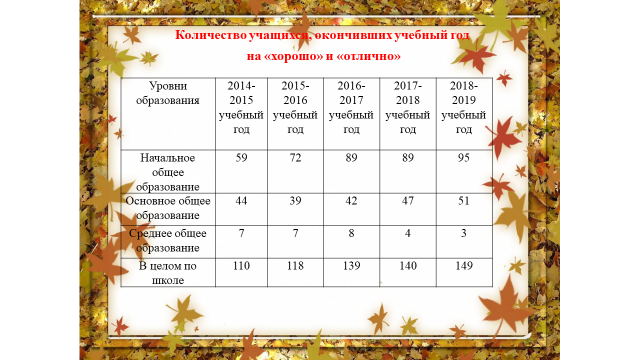 Количество учащихся, окончивших учебный год
на «хорошо» и «отлично»
Уровни образования 2014-2015 учебный год 2015-2016 учебный год 2016-2017 учебный год 2017-2018 учебный год 2018-2019 учебный год
Начальное общее образование 59 72 89 89 95
Основное общее образование 44 39 42 47 51
Среднее общее образование 7 7 8 4 3
В целом по школе 110 118 139 140 149